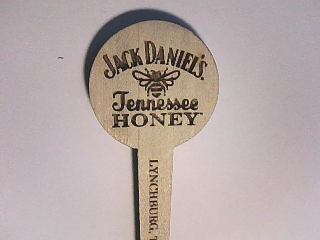 JACK DANIEL'S.
Tennessee
HONEY
LYNCHBURG,